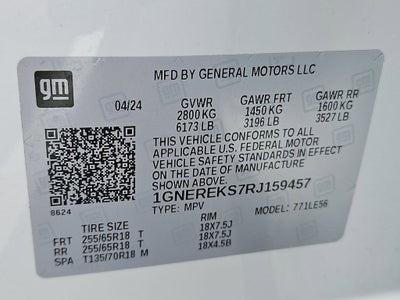 gm
MFD BY GENERAL MOTORS LLC
04/24 GVWR GAWR FRT GAWR RR
2800 KG 1450 KG 1600 KG
6173 LB 3196 LB 3527 LB
THIS VEHICLE CONFORMS TO ALL
APPLICABLE U.S. FEDERAL MOTOR
VEHICLE SAFETY STANDARDS IN EFFECT ON
THE DATE OF MANUFACTURE SHOWN ABOVE.
1GNEREKS7RJ159457
8624 TYPE: MPV MODEL: 771LE56
TIRE SIZE RIM
FRT 255/65R18 T 18X7.5J
RR 255/65R18 T 18X7.5J
SPA T135/70R18 M 18X4.5B